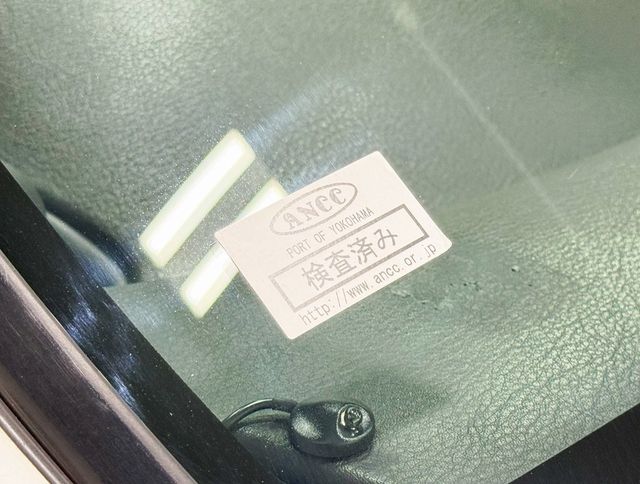 ANCC
PORT OF YOKOHAMA
検査済み
http://www.ancc.or.jp